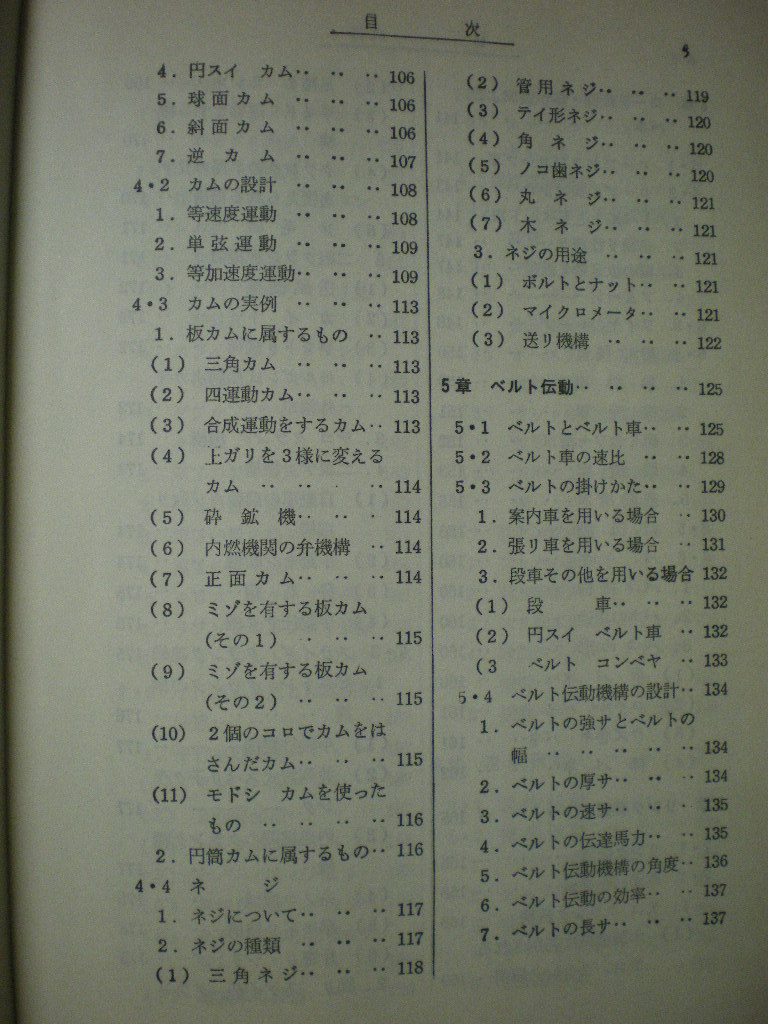 目 次
4. 円スイ カム‥ ‥ ‥ 106
5. 球面カム ‥ ‥ ‥ 106
6. 斜面カム ‥ ‥ ‥ 106
7. 逆カム ‥ ‥ ‥ 107
4・2 カムの設計 ‥ ‥ ‥ 108
1. 等速度運動 ‥ ‥ ‥ 108
2. 単弦運動 ‥ ‥ ‥ 109
3. 等加速度運動‥ ‥ ‥ 109
4・3 カムの実例 ‥ ‥ ‥ 113
1. 板カムに属するもの ‥ ‥ 113
(1) 三角カム ‥ ‥ ‥ 113
(2) 四運動カム‥ ‥ ‥ 113
(3) 合成運動をするカム‥ 113
(4) 上ガリを3様に変える
カム ‥ ‥ ‥ ‥ 114
(5) 砕鉱機‥ ‥ ‥ 114
(6) 内燃機関の弁機構 ‥ 114
(7) 正面カム‥ ‥ ‥ 114
(8) ミゾを有する板カム
(その1) ‥ ‥ ‥ 115
(9) ミゾを有する板カム
(その2) ‥ ‥ ‥ 115
(10) 2個のコロでカムをは
さんだカム‥ ‥ ‥ 115
(11) モドシ カムを使った
もの ‥ ‥ ‥ ‥ 116
2. 円筒カムに属するもの‥ 116
4・4 ネジ
1. ネジについて‥ ‥ ‥ 117
2. ネジの種類 ‥ ‥ ‥ 117
(1) 三角ネジ‥ ‥ ‥ 118
(2) 管用ネジ‥ ‥ ‥ 119
(3) テイ形ネジ‥ ‥ ‥ 120
(4) 角ネジ‥ ‥ ‥ 120
(5) ノコ歯ネジ‥ ‥ ‥ 120
(6) 丸ネジ‥ ‥ ‥ 121
(7) 木ネジ‥ ‥ ‥ 121
3. ネジの用途 ‥ ‥ ‥ 121
(1) ボルトとナット‥ ‥ 121
(2) マイクロメータ‥ ‥ 121
(3) 送リ機構 ‥ ‥ ‥ 122
5章 ベルト伝動‥ ‥ ‥ ‥ 125
5・1 ベルトとベルト車‥ ‥ 125
5・2 ベルト車の速比 ‥ ‥ 128
5・3 ベルトの掛けかた‥ ‥ 129
1. 案内車を用いる場合 ‥ 130
2. 張リ車を用いる場合 ‥ 131
3. 段車その他を用いる場合 132
(1) 段車‥ ‥ ‥ 132
(2) 円スイ ベルト車 ‥ 132
(3 ベルト コンベヤ ‥ 133
5・4 ベルト伝動機構の設計‥ 134
1. ベルトの強サとベルトの
幅 ‥ ‥ ‥ ‥ ‥ 134
2. ベルトの厚サ‥ ‥ ‥ 134
3. ベルトの速サ‥ ‥ ‥ 135
4. ベルトの伝達馬力‥ ‥ 135
5. ベルト伝動機構の角度‥ 136
6. ベルト伝動の効率‥ ‥ 137
7. ベルトの長サ‥ ‥ ‥ 137